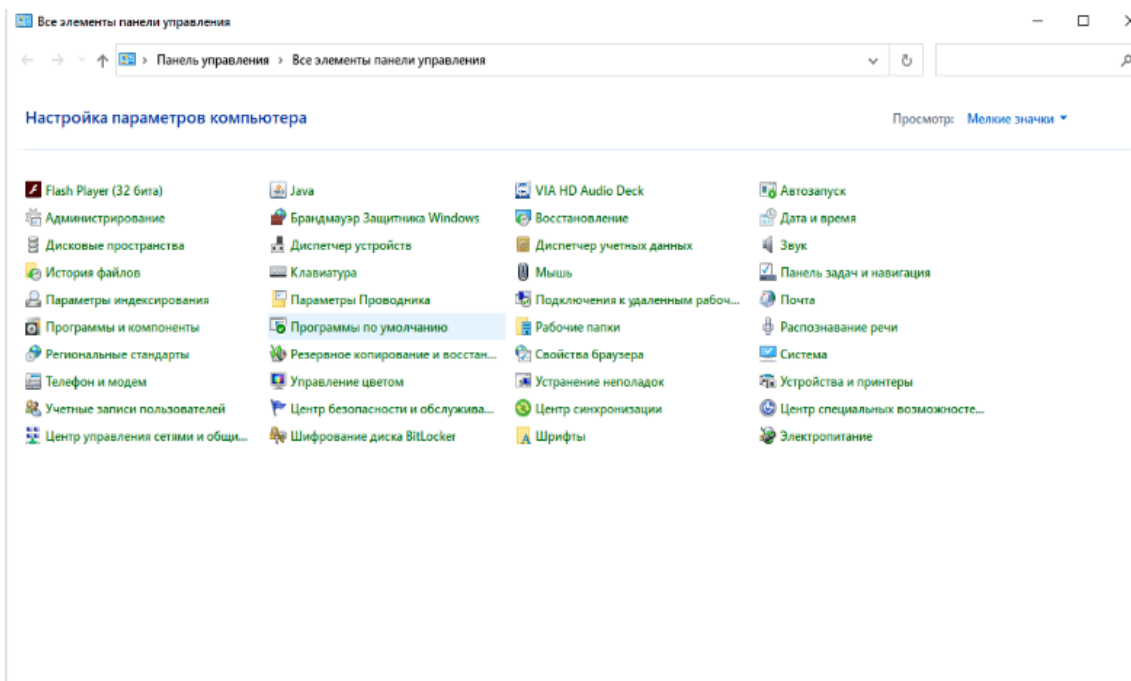 Все элементы панели управления
Панель управления › Все элементы панели управления
Настройка параметров компьютера
Просмотр: Мелкие значки
Flash Player (32 бита) Java VIA HD Audio Deck Автозапуск
Администрирование Брандмауэр Защитника Windows Восстановление Дата и время
Дисковые пространства Диспетчер устройств Диспетчер учетных данных Звук
История файлов Клавиатура Мышь Панель задач и навигация
Параметры индексирования Параметры Проводника Подключения к удаленным рабоч... Почта
Программы и компоненты Программы по умолчанию Рабочие папки Распознавание речи
Региональные стандарты Резервное копирование и восстан... Свойства браузера Система
Телефон и модем Управление цветом Устранение неполадок Устройства и принтеры
Учетные записи пользователей Центр безопасности и обслужива... Центр синхронизации Центр специальных возможносте...
Центр управления сетями и общи... Шифрование диска BitLocker Шрифты Электропитание